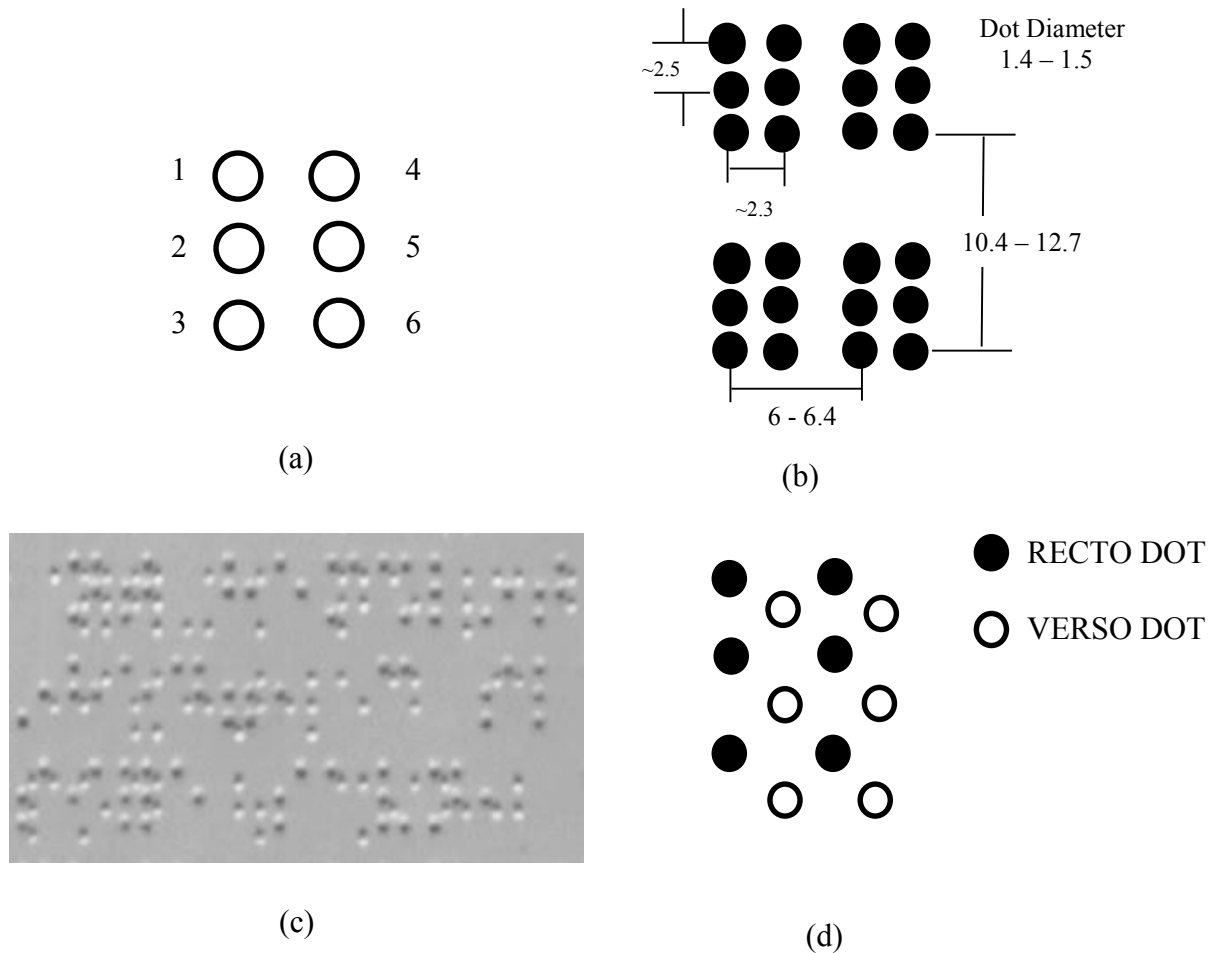 1 4
2 5
3 6
(a)
Dot Diameter
1.4 – 1.5
~2.5
~2.3
10.4 – 12.7
6 - 6.4
(b)
(c)
RECTO DOT
VERSO DOT
(d)